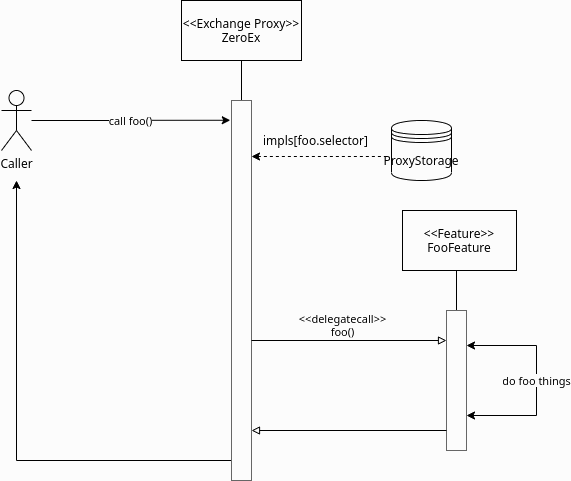 <<Exchange Proxy>>
ZeroEx
call foo()
Caller
impls[foo.selector]
ProxyStorage
<<Feature>>
FooFeature
<<delegatecall>>
foo()
do foo things